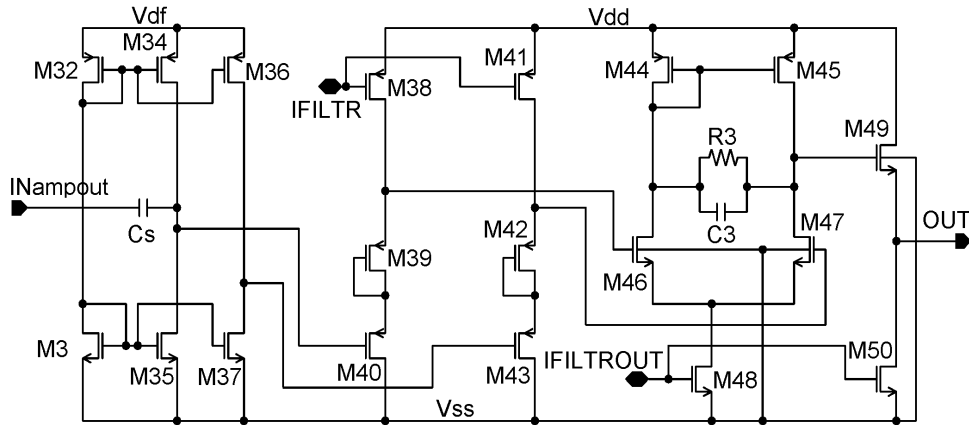 Vdf
Vdd
M32
M34
M36
M38
M41
M44
M45
IFILTR
R3
M49
INampout
Cs
C3
M39
M42
M46
M47
OUT
M3
M35
M37
M40
M43
IFILTROUT
M48
M50
Vss